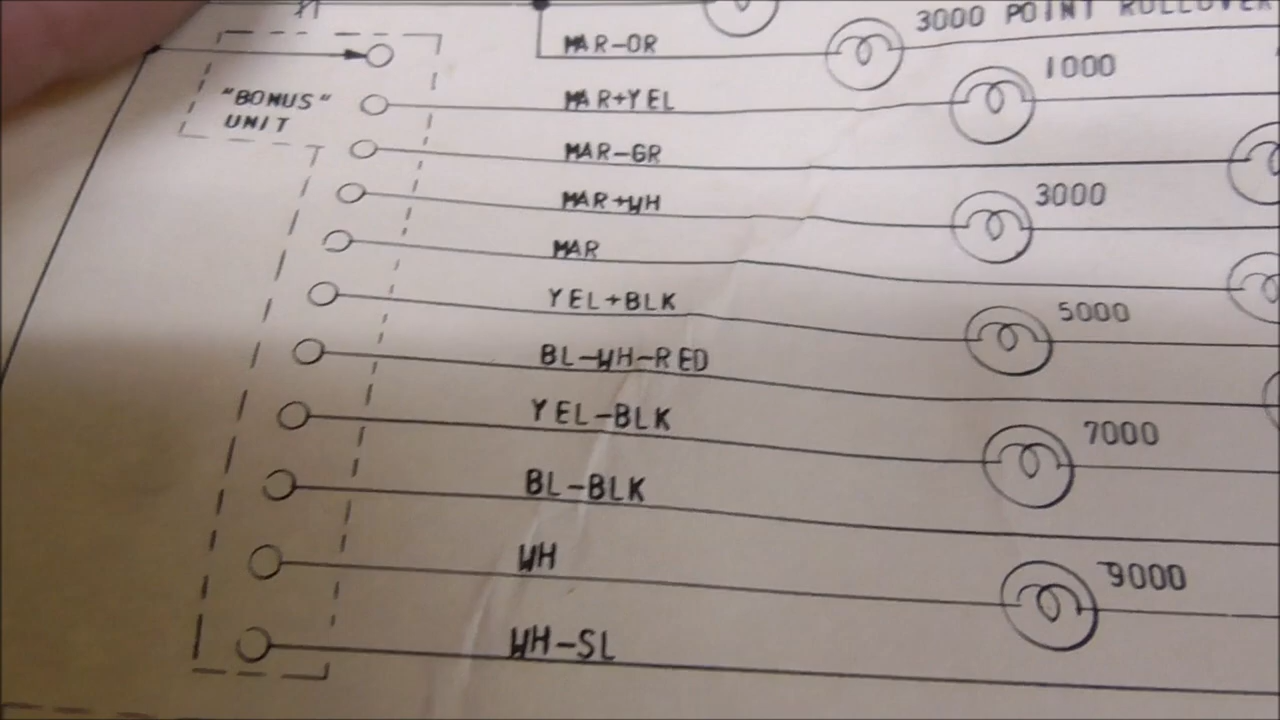 3000 POINT ROLLOVER
MAR-OR
1000
"BONUS"
UNIT
MAR+YEL
MAR-GR
3000
MAR+WH
MAR
5000
YEL+BLK
BL-WH-RED
7000
YEL-BLK
BL-BLK
9000
WH
WH-SL